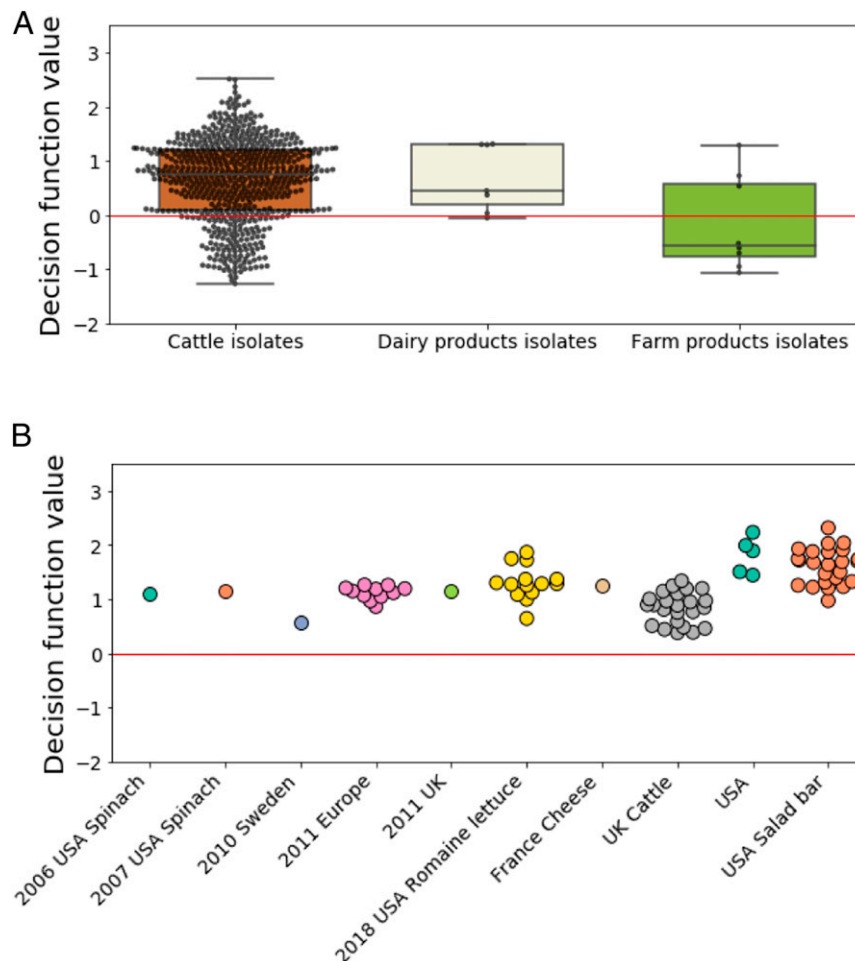 A
Decision function value
3
2
1
0
−1
−2
Cattle isolates
Dairy products isolates
Farm products isolates
B
Decision function value
3
2
1
0
−1
−2
2006 USA Spinach
2007 USA Spinach
2010 Sweden
2011 Europe
2011 UK
2018 USA Romaine lettuce
France Cheese
UK Cattle
USA
USA Salad bar